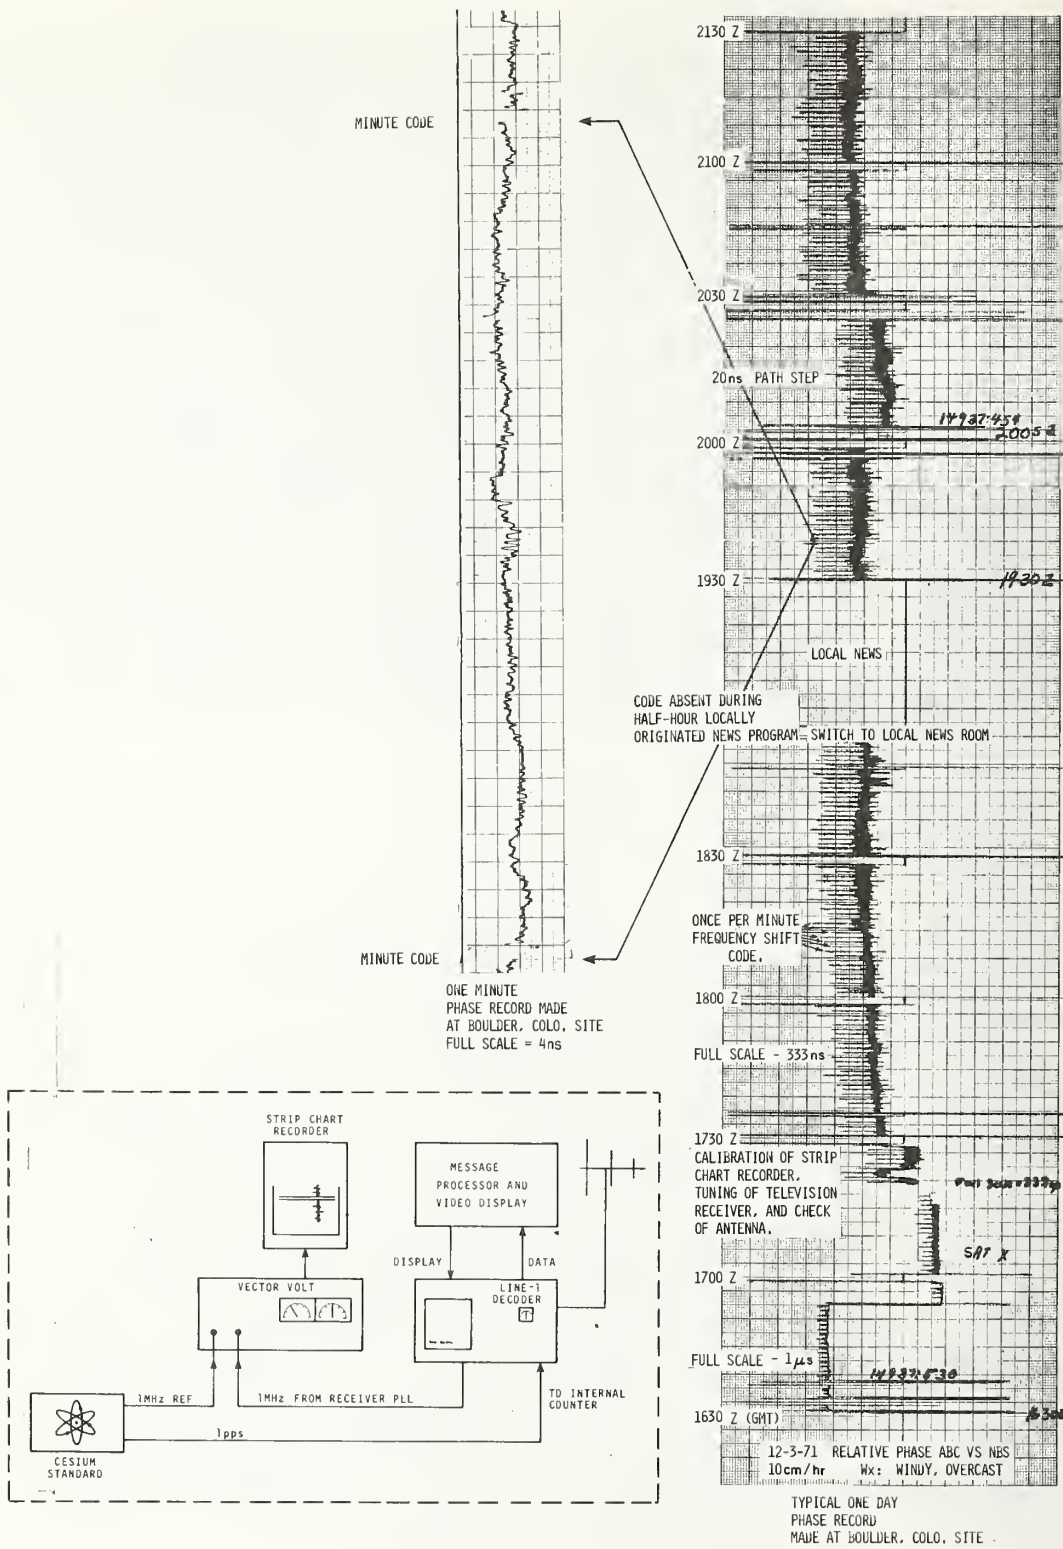 MINUTE CODE
MINUTE CODE
ONE MINUTE
PHASE RECORD MADE
AT BOULDER, COLO. SITE
FULL SCALE = 4ns
2130 Z
2100 Z
2030 Z
20ns PATH STEP
2005 Z
2000 Z
1930 Z
1930 Z
LOCAL NEWS
CODE ABSENT DURING
HALF-HOUR LOCALLY
ORIGINATED NEWS PROGRAM - SWITCH TO LOCAL NEWS ROOM
1830 Z
ONCE PER MINUTE
FREQUENCY SHIFT
CODE.
1800 Z
FULL SCALE - 333ns
1730 Z
CALIBRATION OF STRIP
CHART RECORDER,
TUNING OF TELEVISION
RECEIVER, AND CHECK
OF ANTENNA.
SAT X
1700 Z
FULL SCALE - 1μs
1630 Z (GMT)
12-3-71 RELATIVE PHASE ABC VS NBS
10cm/hr Wx: WINDY, OVERCAST
TYPICAL ONE DAY
PHASE RECORD
MADE AT BOULDER, COLO. SITE
STRIP CHART
RECORDER
MESSAGE
PROCESSOR AND
VIDEO DISPLAY
DISPLAY
DATA
VECTOR VOLT
LINE-1
DECODER
1MHz REF
1MHz FROM RECEIVER PLL
TO INTERNAL
COUNTER
1pps
CESIUM
STANDARD